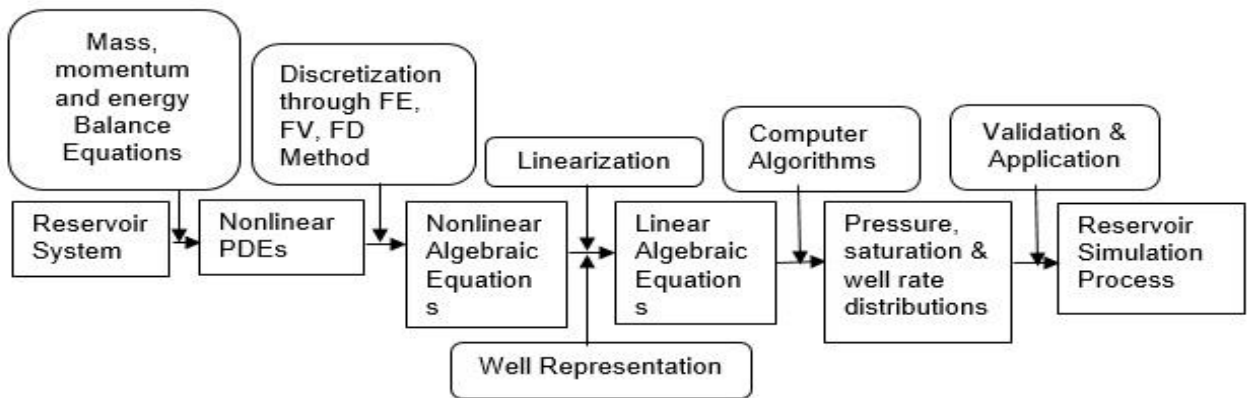 Mass,
momentum
and energy
Balance
Equations
Discretization
through FE,
FV, FD
Method
Linearization
Computer
Algorithms
Validation &
Application
Reservoir
System
Nonlinear
PDEs
Nonlinear
Algebraic
Equation
s
Linear
Algebraic
Equation
s
Pressure,
saturation &
well rate
distributions
Reservoir
Simulation
Process
Well Representation